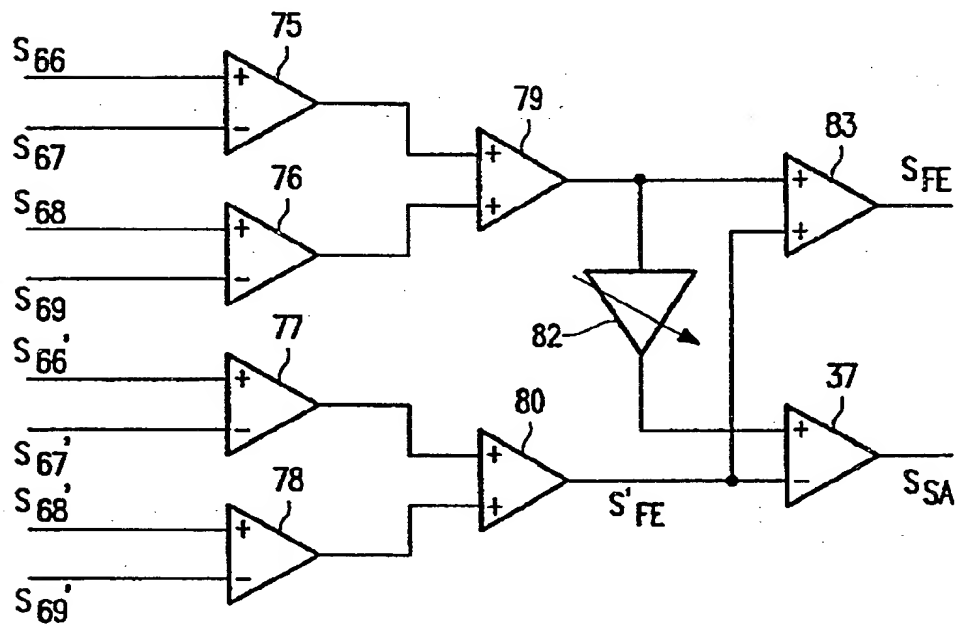 S66
75
+
−
S67
79
+
+
83
+
+
SFE
S68
76
+
−
S69
82
S66'
77
+
−
S67'
80
+
+
S'FE
37
+
−
SSA
S68'
78
+
−
S69'